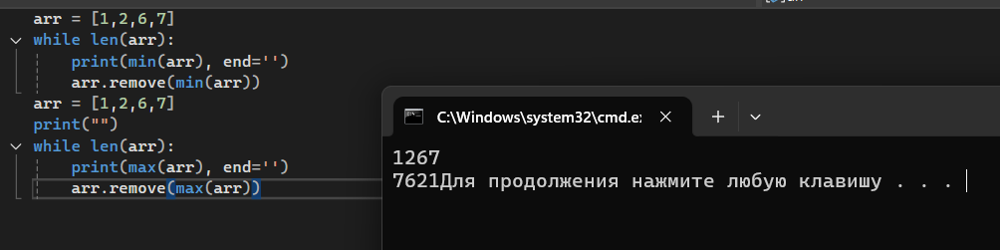 arr = [1,2,6,7]
while len(arr):
    print(min(arr), end='')
    arr.remove(min(arr))
arr = [1,2,6,7]
print("")
while len(arr):
    print(max(arr), end='')
    arr.remove(max(arr))
C:\Windows\system32\cmd.ex
1267
7621Для продолжения нажмите любую клавишу . . .